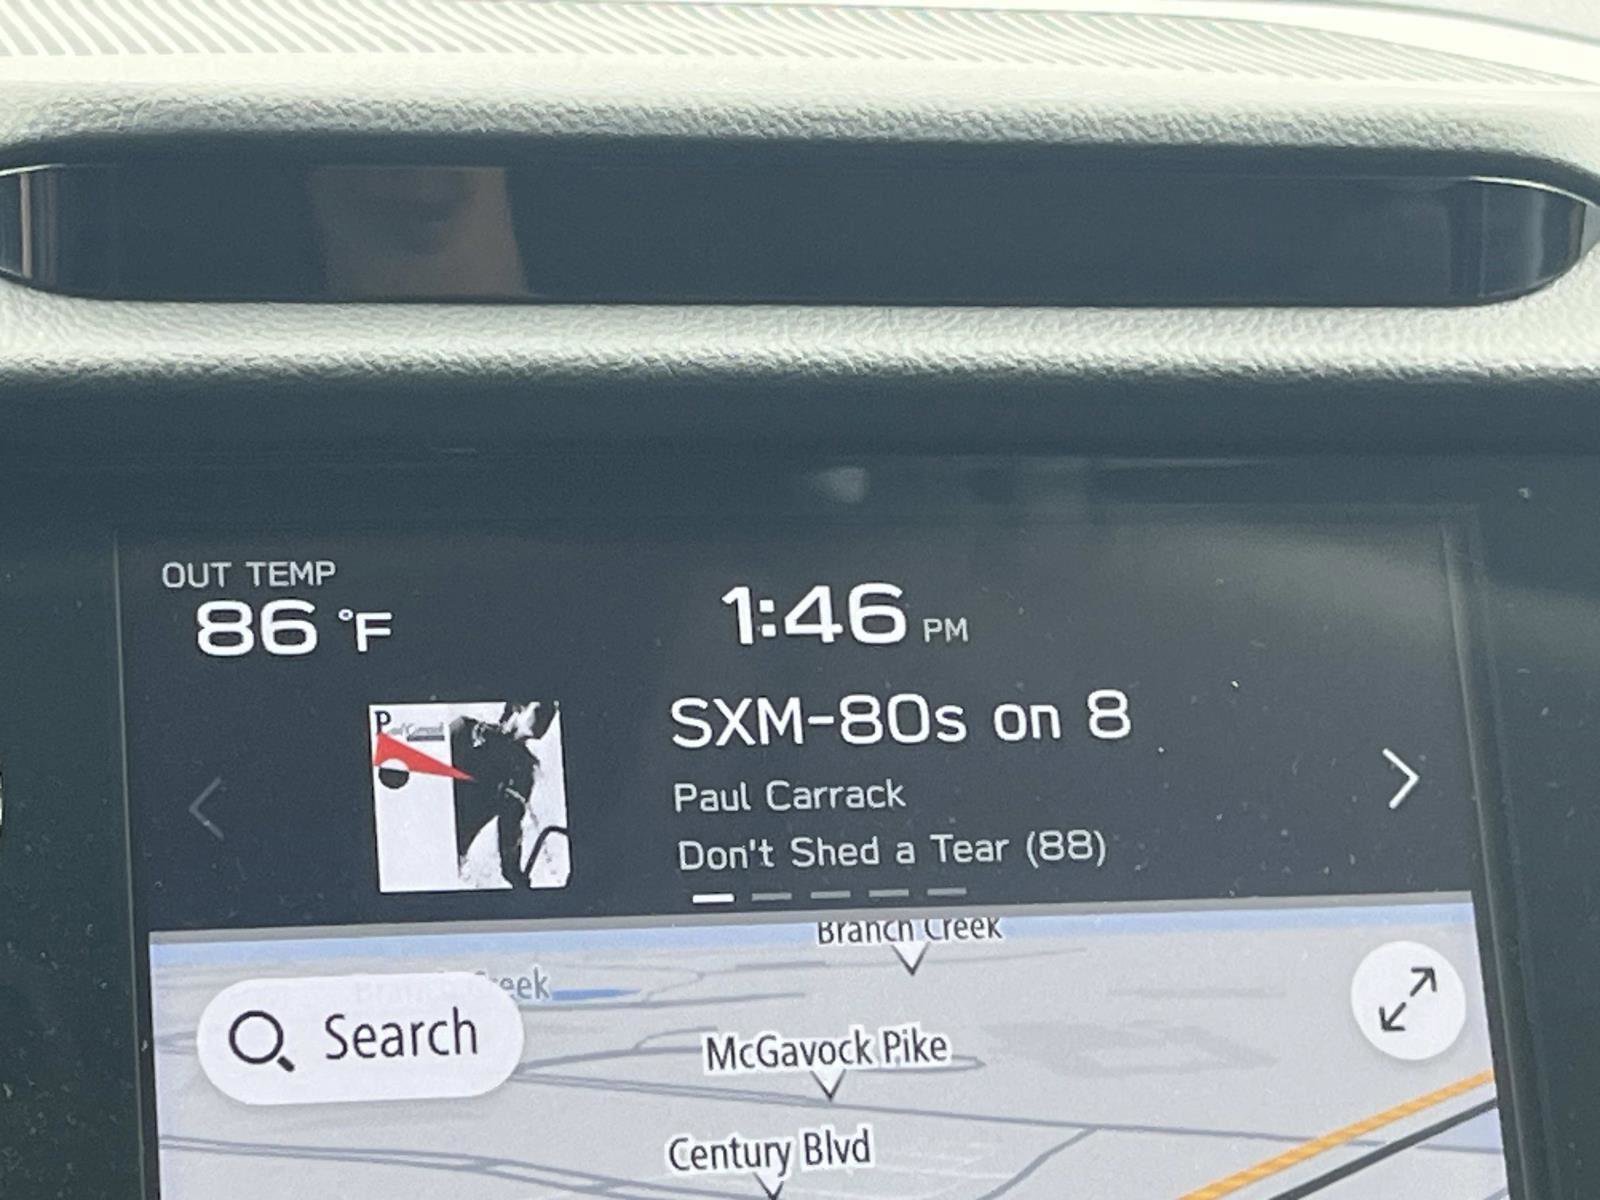 OUT TEMP
86 °F
1:46 PM
SXM-80s on 8
P
Paul Carrack
Don't Shed a Tear (88)
Branch Creek
Search
McGavock Pike
Century Blvd